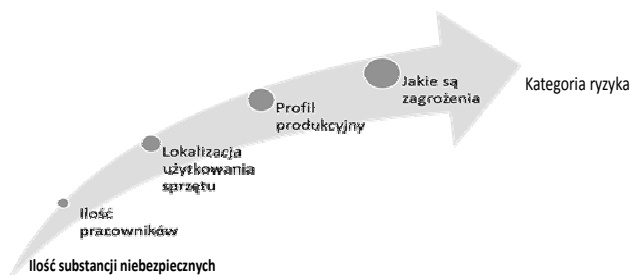 Jakie są
zagrożenia
Kategoria ryzyka
Profil
produkcyjny
Lokalizacja
użytkowania
sprzętu
Ilość
pracowników
Ilość substancji niebezpiecznych